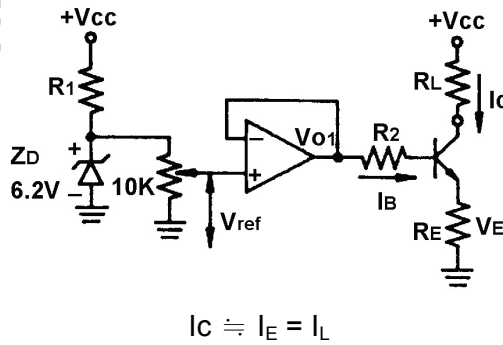 +Vcc
+Vcc
R1
RL
Ic
ZD
+
6.2V
−
10K
−
+
Vo1
R2
Vref
IB
RE
VE
Ic ≒ IE = IL